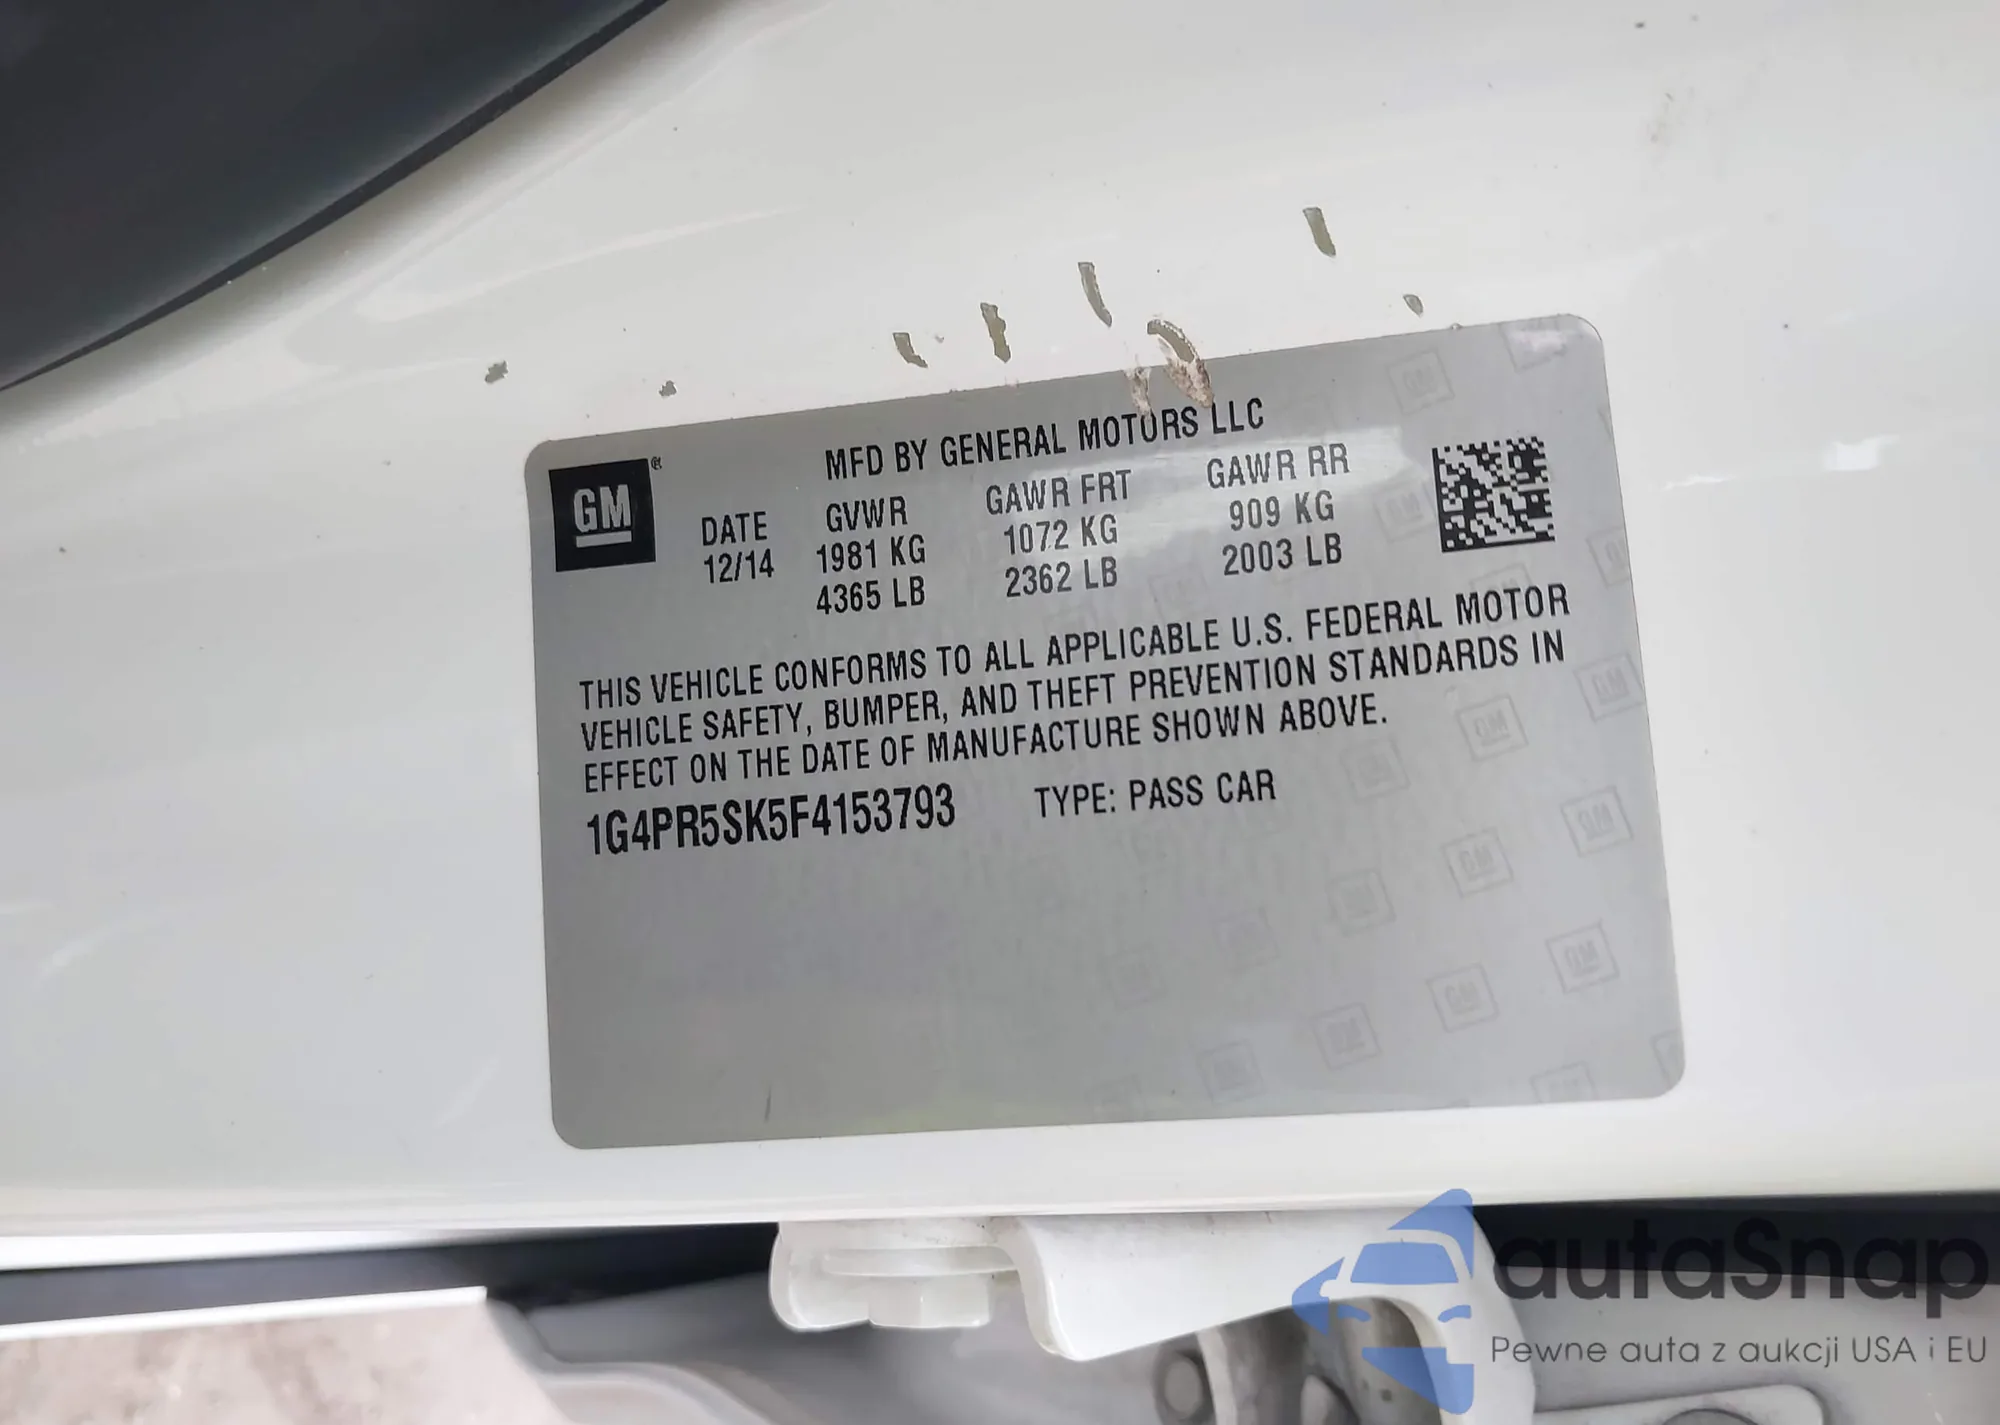 MFD BY GENERAL MOTORS LLC
GM®
DATE GVWR GAWR FRT GAWR RR
12/14 1981 KG 1072 KG 909 KG
4365 LB 2362 LB 2003 LB
THIS VEHICLE CONFORMS TO ALL APPLICABLE U.S. FEDERAL MOTOR
VEHICLE SAFETY, BUMPER, AND THEFT PREVENTION STANDARDS IN
EFFECT ON THE DATE OF MANUFACTURE SHOWN ABOVE.
1G4PR5SK5F4153793 TYPE: PASS CAR
autaSnap
Pewne auta z aukcji USA i EU